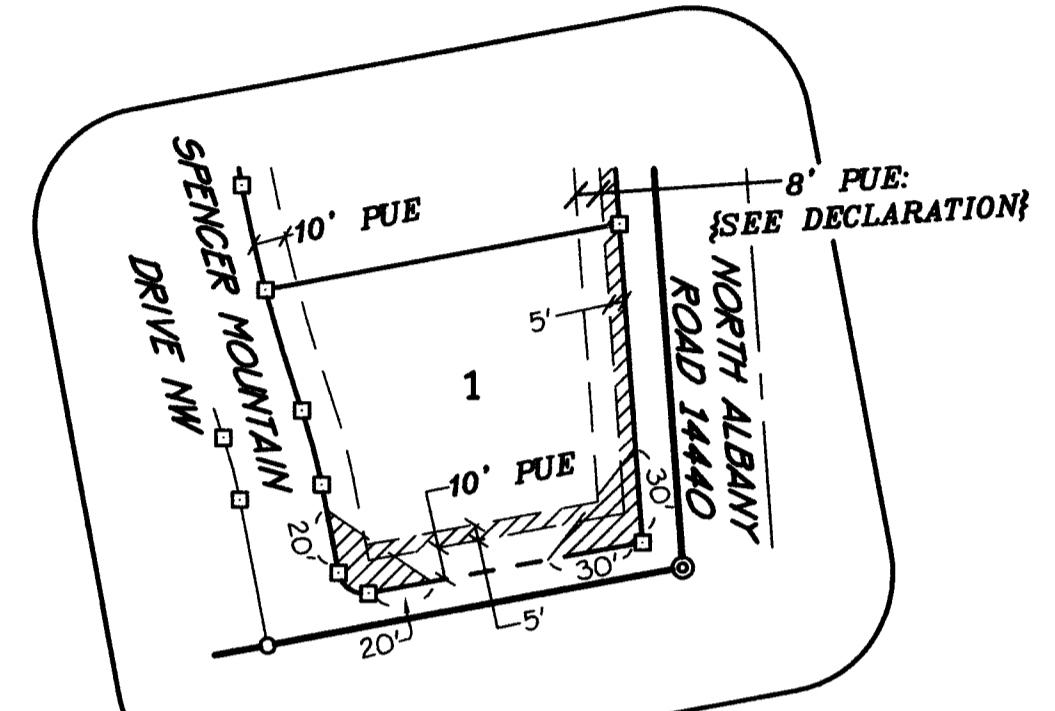 SPENCER MOUNTAIN
DRIVE NW
10' PUE
8' PUE:
{SEE DECLARATION}
NORTH ALBANY
ROAD 14440
5'
1
10' PUE
20'
30'
30'
20'
5'